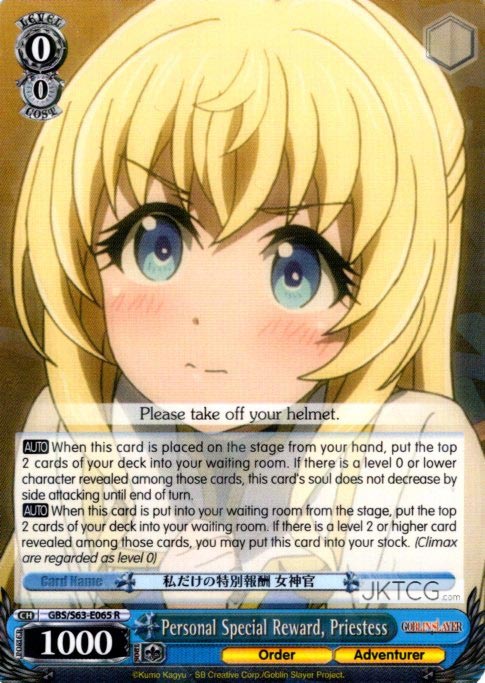 LEVEL
0
0
COST
Please take off your helmet.
AUTO When this card is placed on the stage from your hand, put the top
2 cards of your deck into your waiting room. If there is a level 0 or lower
character revealed among those cards, this card's soul does not decrease by
side attacking until end of turn.
AUTO When this card is put into your waiting room from the stage, put the top
2 cards of your deck into your waiting room. If there is a level 2 or higher card
revealed among those cards, you may put this card into your stock. (Climax
are regarded as level 0)
Card Name 私だけの特別報酬 女神官
JKTCG.com
CH GBS/S63-E065 R
POWER 1000 SOUL Personal Special Reward, Priestess GOBLIN SLAYER
Order Adventurer
©Kumo Kagyu・SB Creative Corp./Goblin Slayer Project.